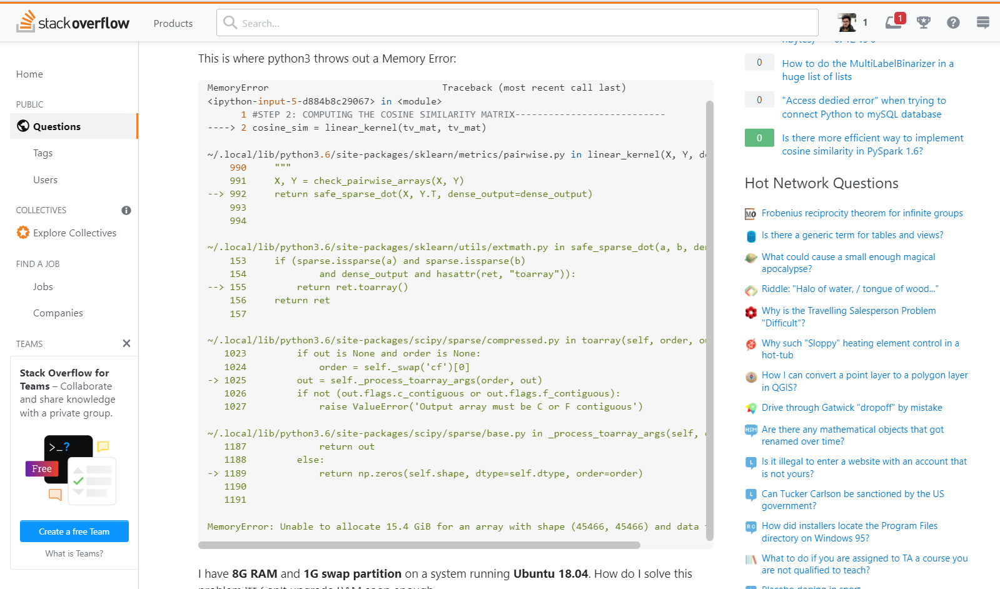 stackoverflow
Products
Search...
1
1
Home
PUBLIC
Questions
Tags
Users
COLLECTIVES
Explore Collectives
FIND A JOB
Jobs
Companies
TEAMS
Stack Overflow for
Teams – Collaborate
and share knowledge
with a private group.
>_?
Free
Create a free Team
What is Teams?
This is where python3 throws out a Memory Error:
MemoryError                               Traceback (most recent call last)
<ipython-input-5-d884b8c29067> in <module>
      1 #STEP 2: COMPUTING THE COSINE SIMILARITY MATRIX---------------------------
----> 2 cosine_sim = linear_kernel(tv_mat, tv_mat)
~/.local/lib/python3.6/site-packages/sklearn/metrics/pairwise.py in linear_kernel(X, Y, de
    990     """
    991     X, Y = check_pairwise_arrays(X, Y)
--> 992     return safe_sparse_dot(X, Y.T, dense_output=dense_output)
    993
    994
~/.local/lib/python3.6/site-packages/sklearn/utils/extmath.py in safe_sparse_dot(a, b, den
    153     if (sparse.issparse(a) and sparse.issparse(b)
    154             and dense_output and hasattr(ret, "toarray")):
--> 155         return ret.toarray()
    156     return ret
    157
~/.local/lib/python3.6/site-packages/scipy/sparse/compressed.py in toarray(self, order, ou
   1023         if out is None and order is None:
   1024             order = self._swap('cf')[0]
-> 1025         out = self._process_toarray_args(order, out)
   1026         if not (out.flags.c_contiguous or out.flags.f_contiguous):
   1027             raise ValueError('Output array must be C or F contiguous')
~/.local/lib/python3.6/site-packages/scipy/sparse/base.py in _process_toarray_args(self,
   1187             return out
   1188         else:
-> 1189             return np.zeros(self.shape, dtype=self.dtype, order=order)
   1190
   1191
MemoryError: Unable to allocate 15.4 GiB for an array with shape (45466, 45466) and data
I have 8G RAM and 1G swap partition on a system running Ubuntu 18.04. How do I solve this
0
How to do the MultiLabelBinarizer in a
huge list of lists
0
"Access dedied error" when trying to
connect Python to mySQL database
0
Is there more efficient way to implement
cosine similarity in PySpark 1.6?
Hot Network Questions
MO
Frobenius reciprocity theorem for infinite groups
Is there a generic term for tables and views?
What could cause a small enough magical
apocalypse?
Riddle: "Halo of water, / tongue of wood..."
Why is the Travelling Salesperson Problem
"Difficult"?
Why such "Sloppy" heating element control in a
hot-tub
How I can convert a point layer to a polygon layer
in QGIS?
Drive through Gatwick "dropoff" by mistake
HSM
Are there any mathematical objects that got
renamed over time?
L
Is it illegal to enter a website with an account that
is not yours?
L
Can Tucker Carlson be sanctioned by the US
government?
RC
How did installers locate the Program Files
directory on Windows 95?
What to do if you are assigned to TA a course you
are not qualified to teach?